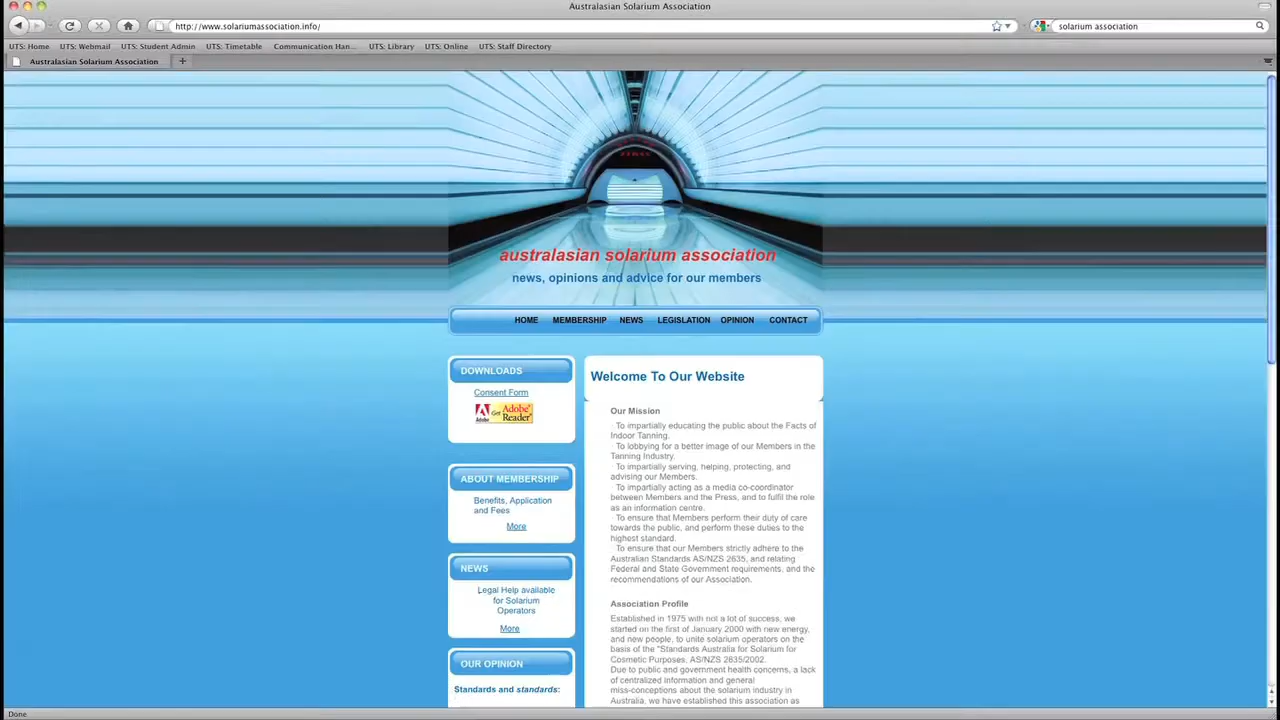 Australasian Solarium Association
http://www.solariumassociation.info/
solarium association
UTS: Home UTS: Webmail UTS: Student Admin UTS: Timetable Communication Han... UTS: Library UTS: Online UTS: Staff Directory
Australasian Solarium Association
australasian solarium association
news, opinions and advice for our members
HOME MEMBERSHIP NEWS LEGISLATION OPINION CONTACT
DOWNLOADS
Consent Form
Adobe Get Adobe Reader
ABOUT MEMBERSHIP
Benefits, Application
and Fees
More
NEWS
Legal Help available
for Solarium
Operators
More
OUR OPINION
Standards and standards:
Welcome To Our Website
Our Mission
To impartially educating the public about the Facts of
Indoor Tanning.
To lobbying for a better image of our Members in the
Tanning Industry.
To impartially serving, helping, protecting, and
advising our Members.
To impartially acting as a media co-coordinator
between Members and the Press, and to fulfil the role
as an information centre.
To ensure that Members perform their duty of care
towards the public, and perform these duties to the
highest standard.
To ensure that our Members strictly adhere to the
Australian Standards AS/NZS 2635, and relating
Federal and State Government requirements, and the
recommendations of our Association.
Association Profile
Established in 1975 with not a lot of success, we
started on the first of January 2000 with new energy,
and new people, to unite solarium operators on the
basis of the "Standards Australia for Solarium for
Cosmetic Purposes, AS/NZS 2635/2002.
Due to public and government health concerns, a lack
of centralized information and general
miss-conceptions about the solarium industry in
Australia, we have established this association as
Done